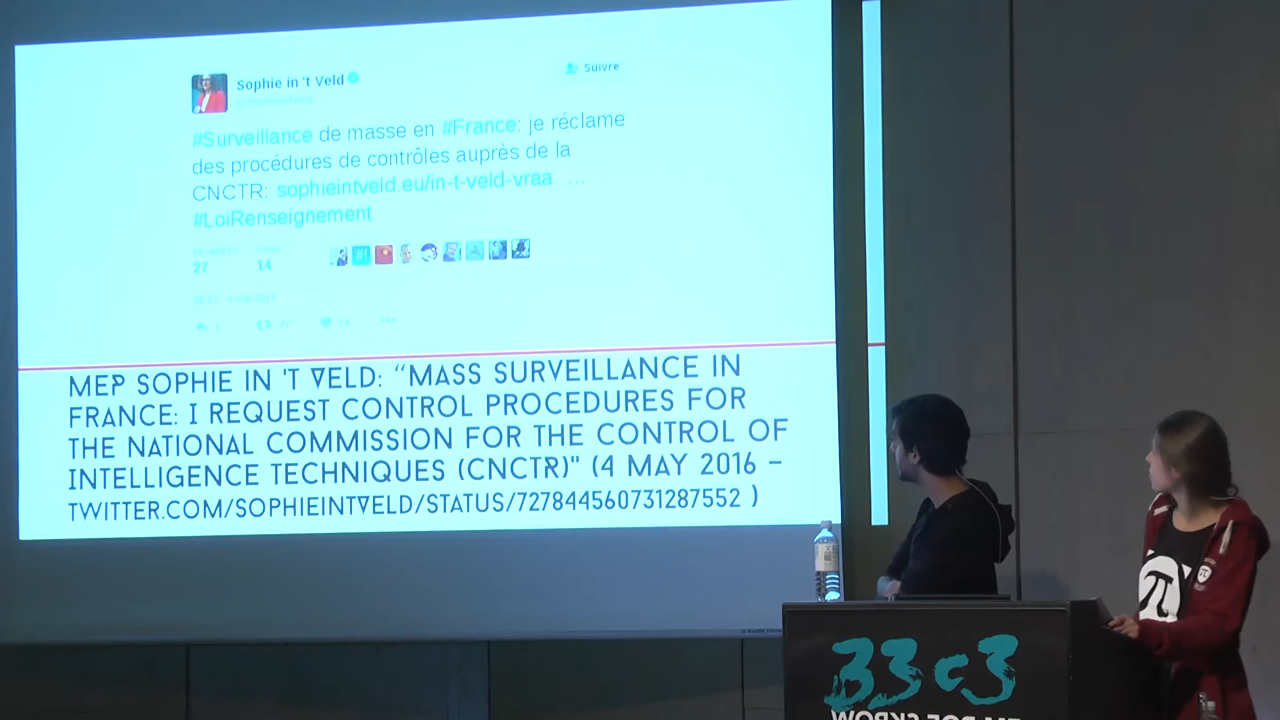 Sophie in 't Veld
Suivre
#Surveillance de masse en #France: je réclame
des procédures de contrôles auprès de la
CNCTR: sophieintveld.eu/in-t-veld-vraa ...
#LoiRenseignement
27 14
MEP SOPHIE IN 'T VELD: “MASS SURVEILLANCE IN
FRANCE: I REQUEST CONTROL PROCEDURES FOR
THE NATIONAL COMMISSION FOR THE CONTROL OF
INTELLIGENCE TECHNIQUES (CNCTR)" (4 MAY 2016 –
TWITTER.COM/SOPHIEINTVELD/STATUS/727844560731287552 )
33c3